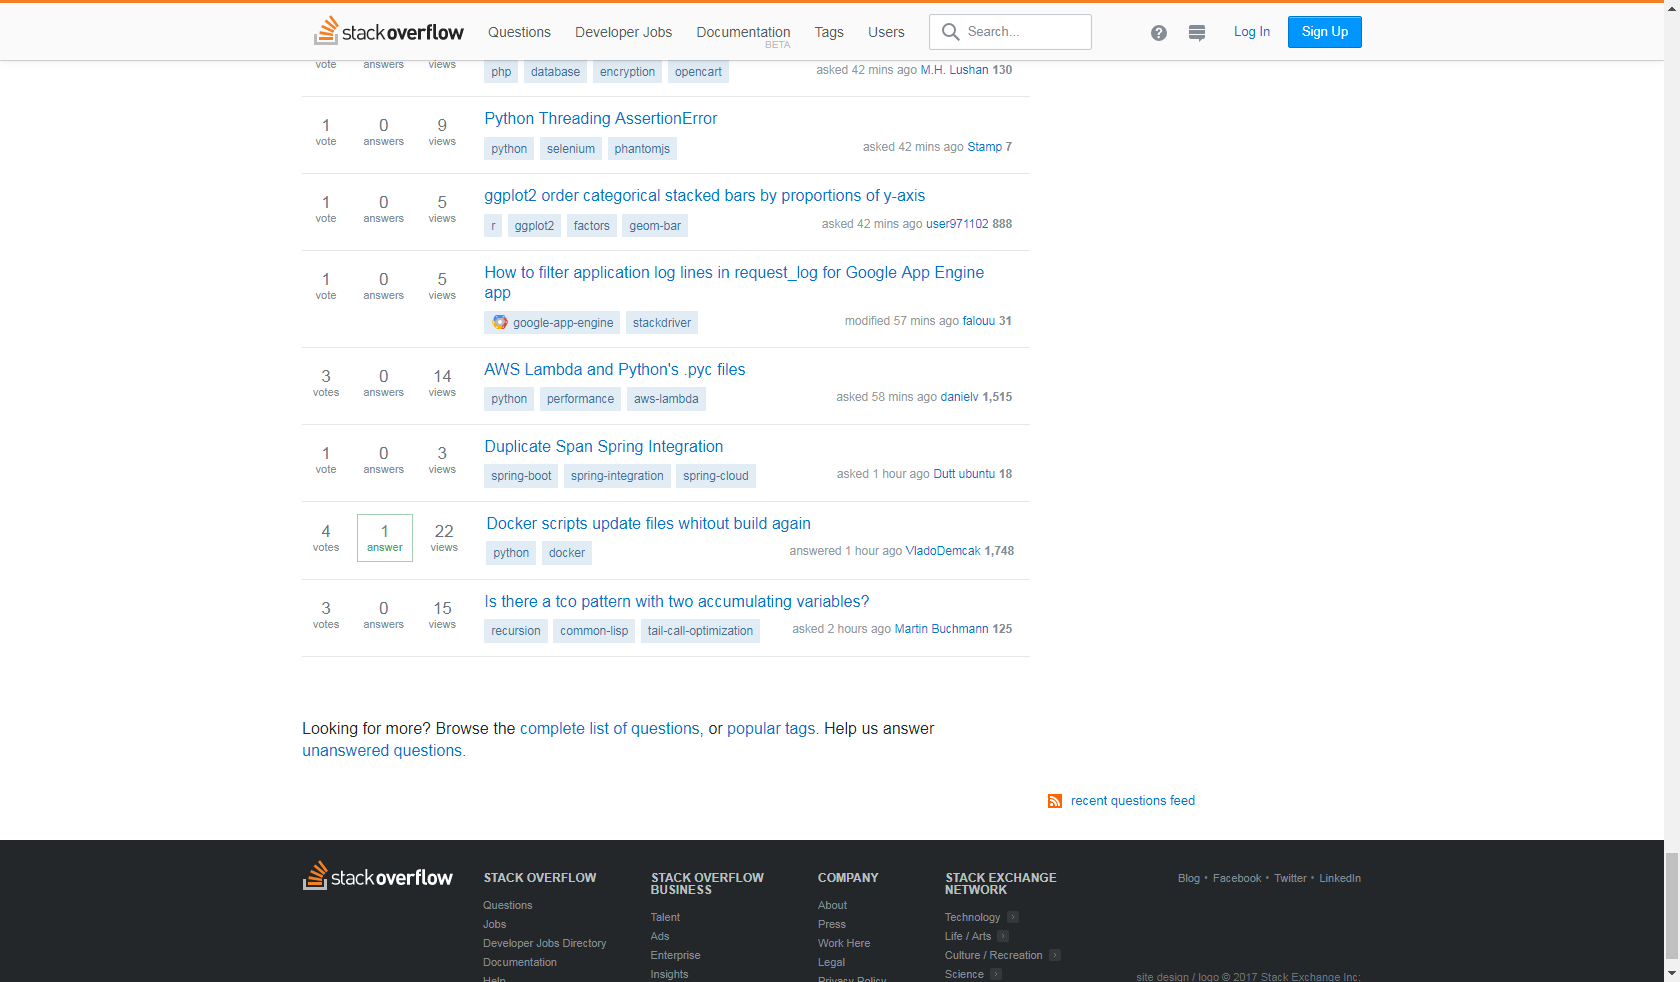 stackoverflow Questions Developer Jobs Documentation Tags Users Search... Log In Sign Up
BETA
vote answers views
php database encryption opencart asked 42 mins ago M.H. Lushan 130
1 0 9 Python Threading AssertionError
vote answers views
python selenium phantomjs asked 42 mins ago Stamp 7
1 0 5 ggplot2 order categorical stacked bars by proportions of y-axis
vote answers views
r ggplot2 factors geom-bar asked 42 mins ago user971102 888
1 0 5 How to filter application log lines in request_log for Google App Engine
vote answers views app
google-app-engine stackdriver modified 57 mins ago falouu 31
3 0 14 AWS Lambda and Python's .pyc files
votes answers views
python performance aws-lambda asked 58 mins ago danielv 1,515
1 0 3 Duplicate Span Spring Integration
vote answers views
spring-boot spring-integration spring-cloud asked 1 hour ago Dutt ubuntu 18
4 1 22 Docker scripts update files whitout build again
votes answer views
python docker answered 1 hour ago VladoDemcak 1,748
3 0 15 Is there a tco pattern with two accumulating variables?
votes answers views
recursion common-lisp tail-call-optimization asked 2 hours ago Martin Buchmann 125
Looking for more? Browse the complete list of questions, or popular tags. Help us answer
unanswered questions.
recent questions feed
stackoverflow
STACK OVERFLOW
Questions
Jobs
Developer Jobs Directory
Documentation
Help
STACK OVERFLOW
BUSINESS
Talent
Ads
Enterprise
Insights
COMPANY
About
Press
Work Here
Legal
Privacy Policy
STACK EXCHANGE
NETWORK
Technology
Life / Arts
Culture / Recreation
Science
Blog • Facebook • Twitter • LinkedIn
site design / logo © 2017 Stack Exchange Inc;